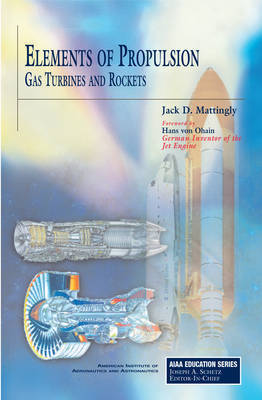 ELEMENTS OF PROPULSION
GAS TURBINES AND ROCKETS
Jack D. Mattingly
Foreword by
Hans von Ohain
German Inventor of the
Jet Engine
AMERICAN INSTITUTE OF
AERONAUTICS AND ASTRONAUTICS
AIAA EDUCATION SERIES
JOSEPH A. SCHETZ
EDITOR-IN-CHIEF